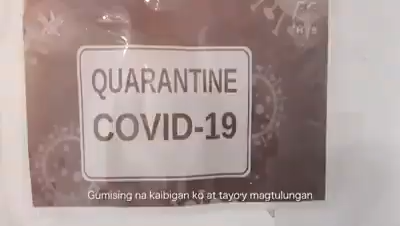 QUARANTINE
COVID-19
Gumising na kaibigan ko at tayo'y magtulungan